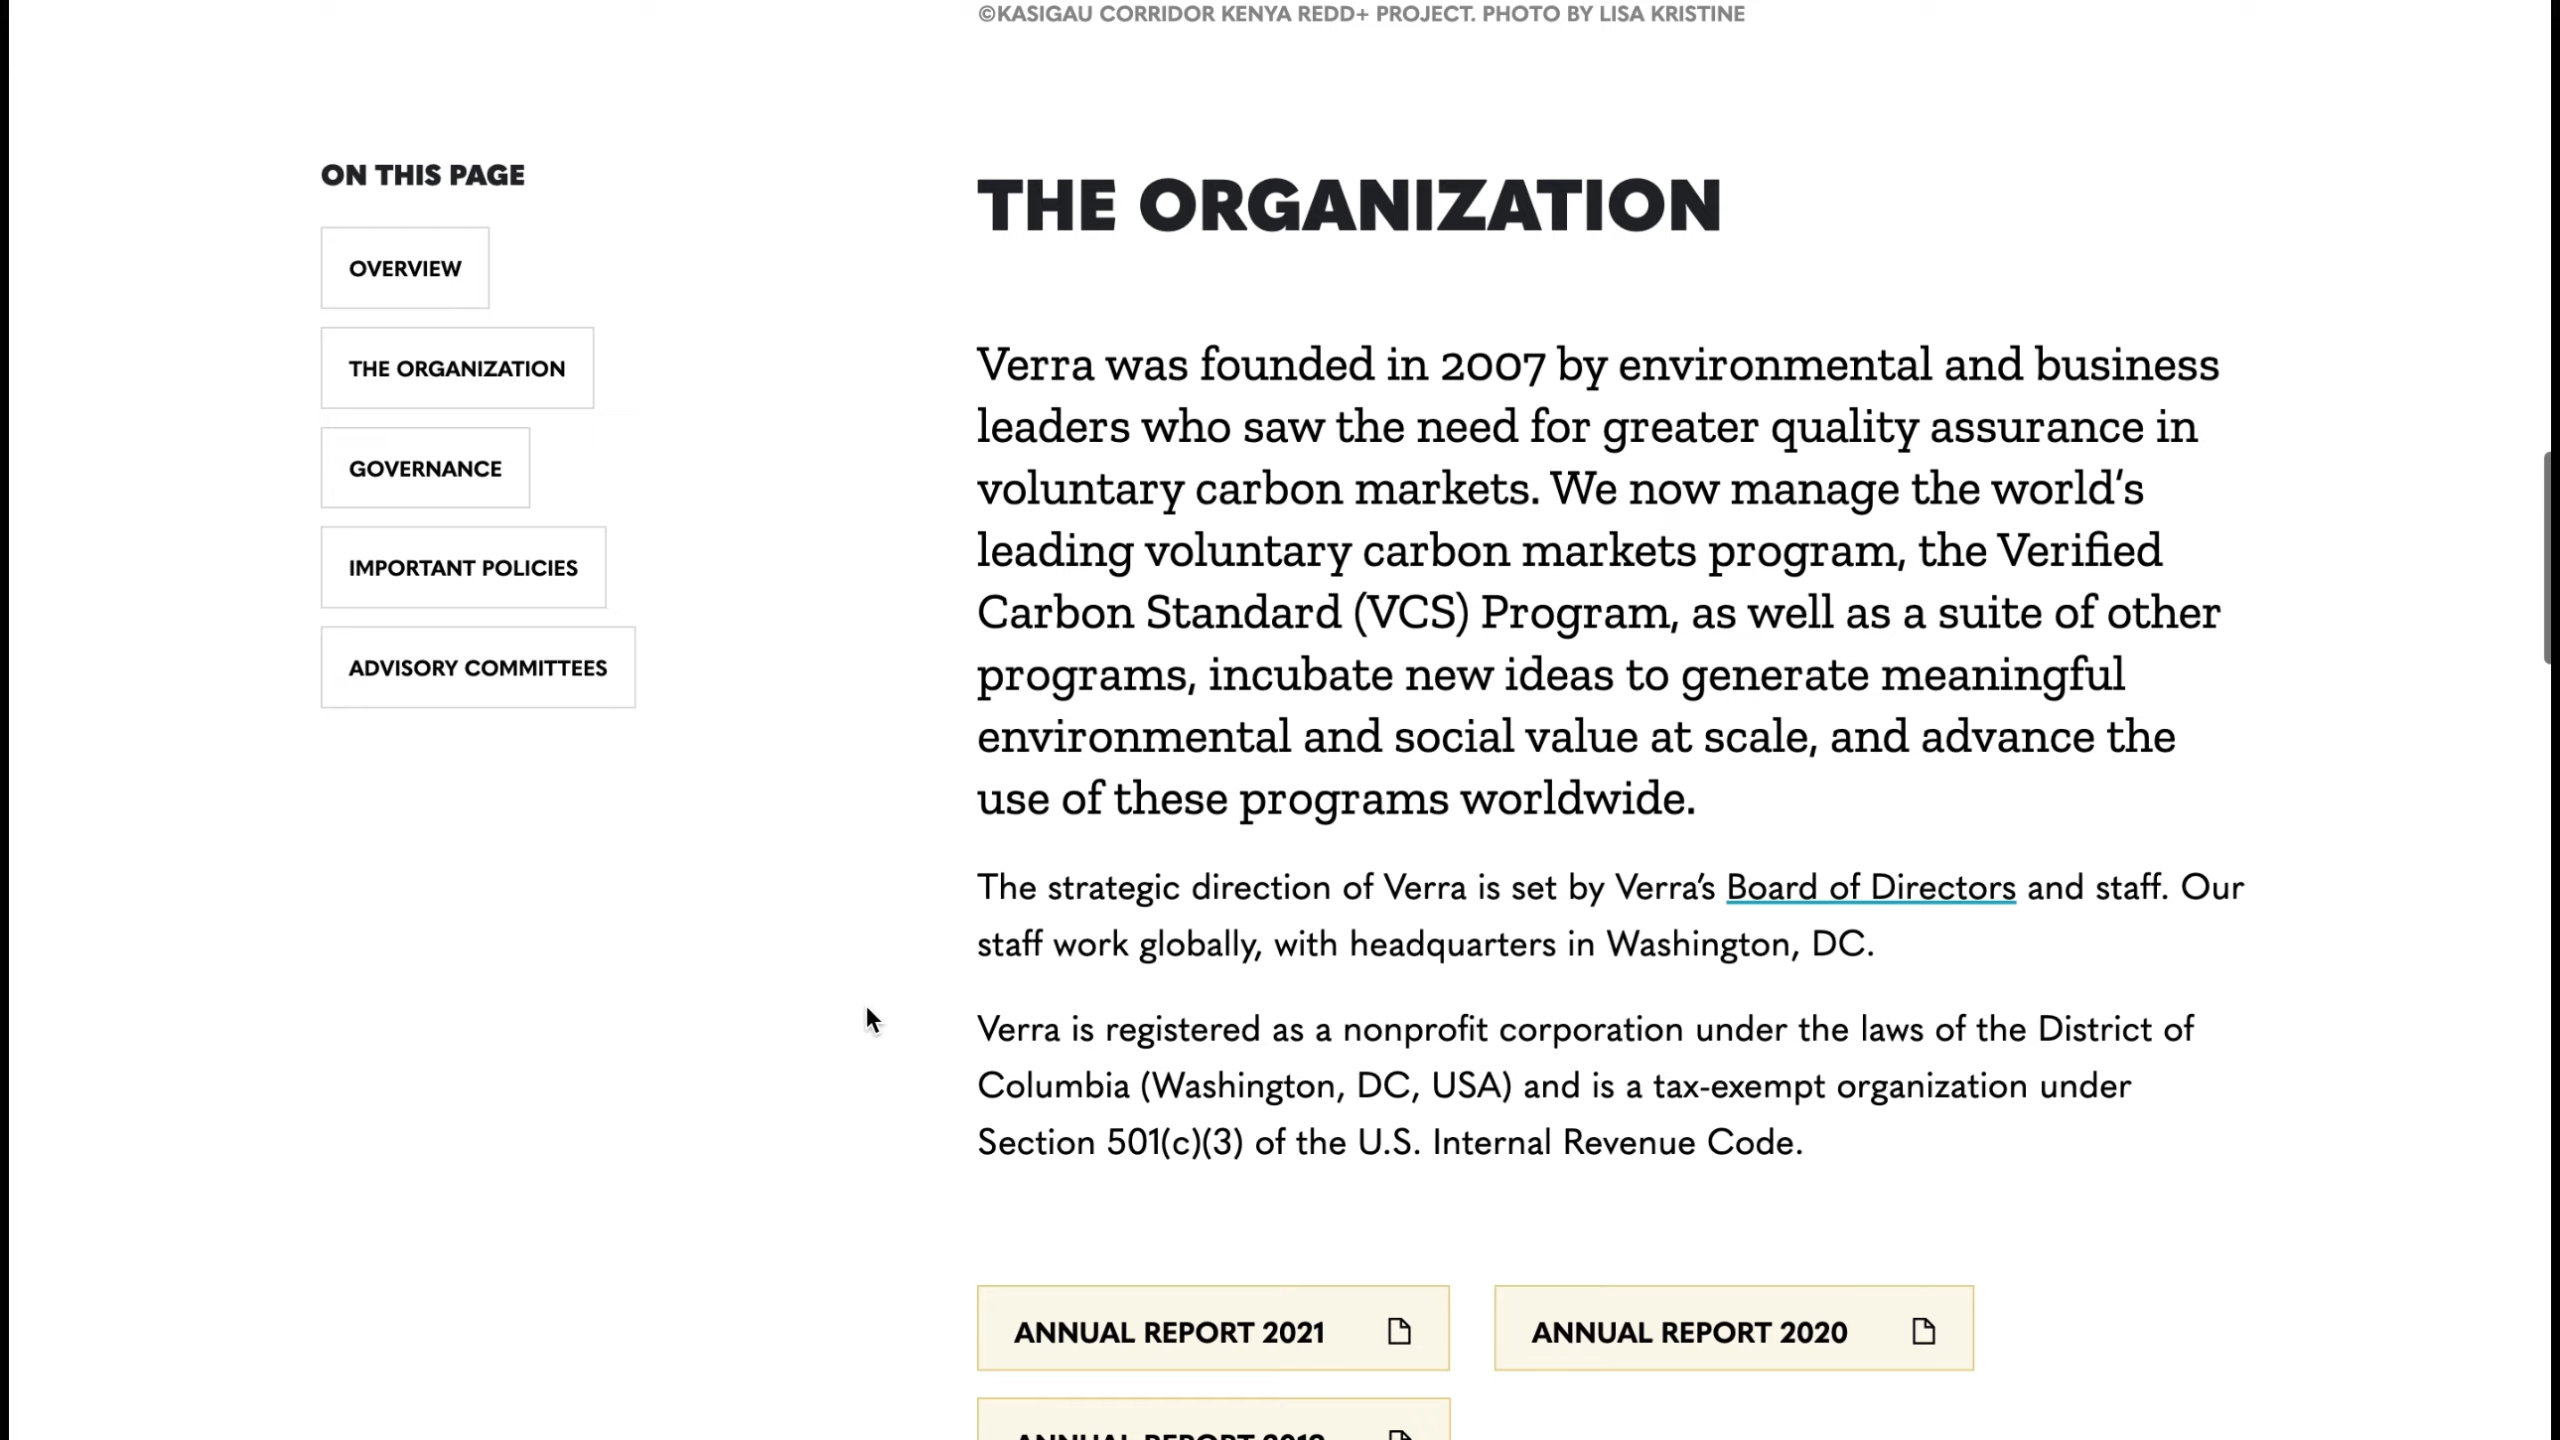 ©KASIGAU CORRIDOR KENYA REDD+ PROJECT. PHOTO BY LISA KRISTINE
ON THIS PAGE
OVERVIEW
THE ORGANIZATION
GOVERNANCE
IMPORTANT POLICIES
ADVISORY COMMITTEES
THE ORGANIZATION
Verra was founded in 2007 by environmental and business
leaders who saw the need for greater quality assurance in
voluntary carbon markets. We now manage the world’s
leading voluntary carbon markets program, the Verified
Carbon Standard (VCS) Program, as well as a suite of other
programs, incubate new ideas to generate meaningful
environmental and social value at scale, and advance the
use of these programs worldwide.
The strategic direction of Verra is set by Verra’s Board of Directors and staff. Our
staff work globally, with headquarters in Washington, DC.
Verra is registered as a nonprofit corporation under the laws of the District of
Columbia (Washington, DC, USA) and is a tax-exempt organization under
Section 501(c)(3) of the U.S. Internal Revenue Code.
ANNUAL REPORT 2021
ANNUAL REPORT 2020
ANNUAL REPORT